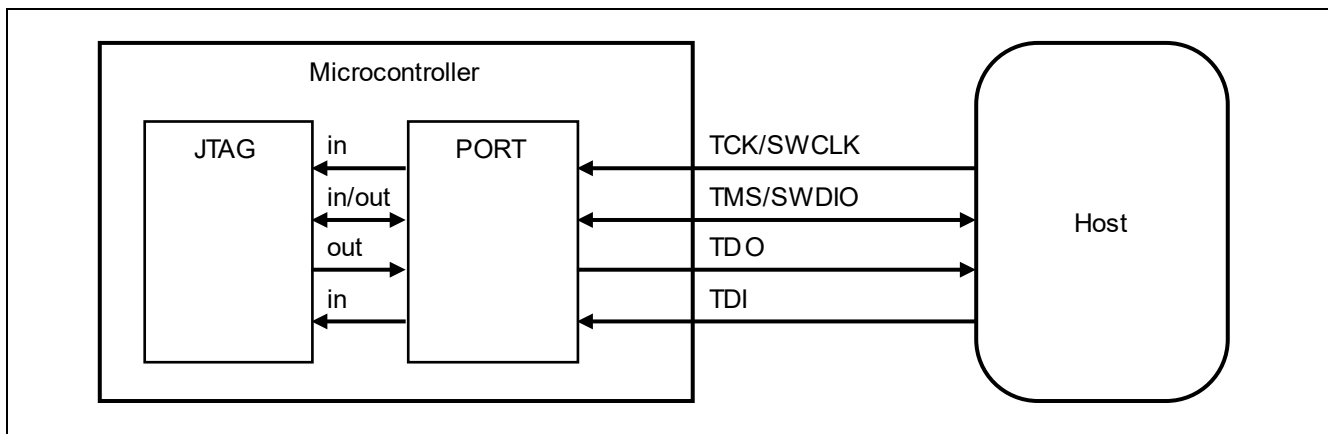 Microcontroller
JTAG
in
PORT
TCK/SWCLK
in/out
TMS/SWDIO
Host
out
TDO
in
TDI